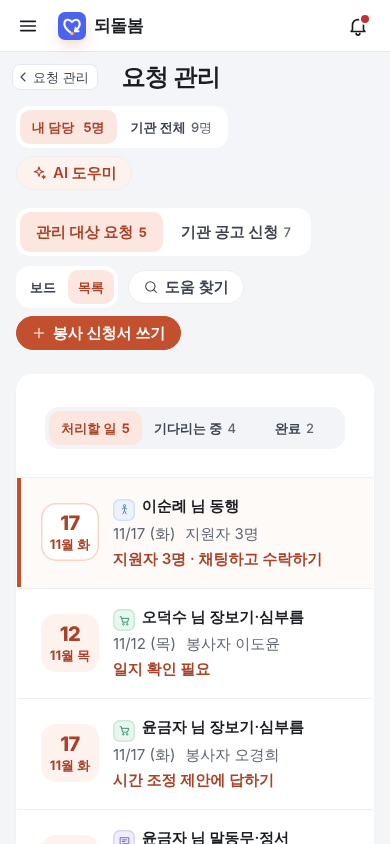 되돌봄
요청 관리
요청 관리
내 담당 5명 기관 전체 9명
AI 도우미
관리 대상 요청 5 기관 공고 신청 7
보드 목록 도움 찾기
봉사 신청서 쓰기
처리할 일 5 기다리는 중 4 완료 2
17
11월 화
이순례 님 동행
11/17 (화) 지원자 3명
지원자 3명 · 채팅하고 수락하기
12
11월 목
오덕수 님 장보기·심부름
11/12 (목) 봉사자 이도윤
일지 확인 필요
17
11월 화
윤금자 님 장보기·심부름
11/17 (화) 봉사자 오경희
시간 조정 제안에 답하기
윤금자 님 말동무·정서